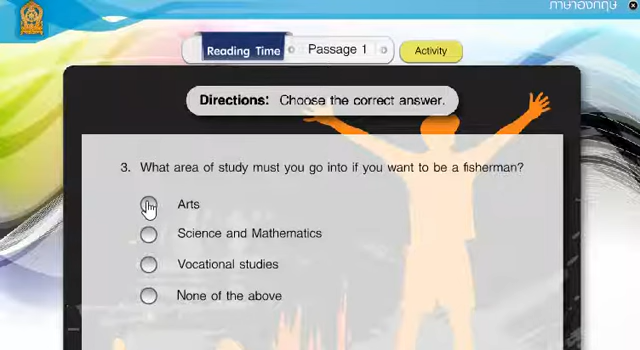 ภาษาอังกฤษ
Reading Time Passage 1 Activity
Directions: Choose the correct answer.
3. What area of study must you go into if you want to be a fisherman?
Arts
Science and Mathematics
Vocational studies
None of the above